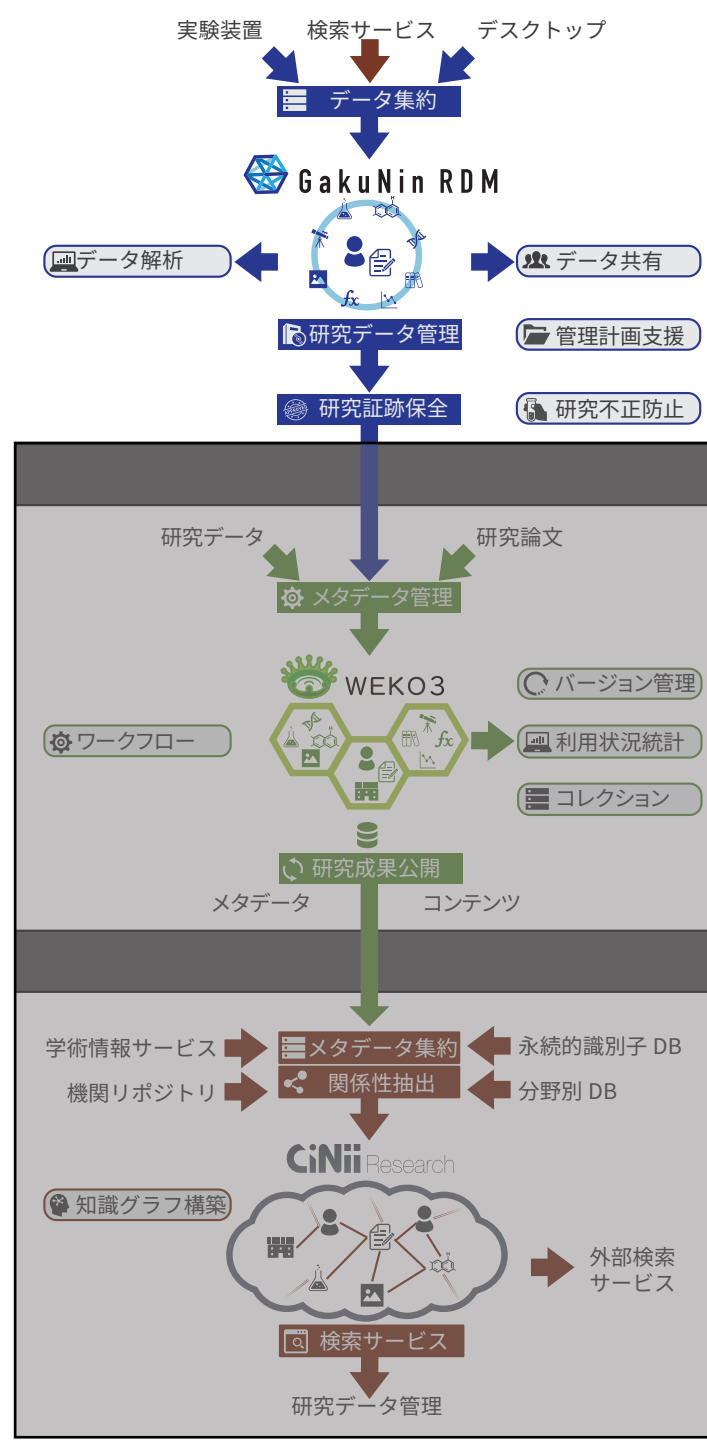 実験装置
検索サービス
デスクトップ
データ集約
GakuNin RDM
データ解析
データ共有
fx
研究データ管理
管理計画支援
研究証跡保全
研究不正防止
研究データ
研究論文
メタデータ管理
WEKO3
バージョン管理
ワークフロー
fx
利用状況統計
コレクション
研究成果公開
メタデータ
コンテンツ
学術情報サービス
メタデータ集約
永続的識別子 DB
機関リポジトリ
関係性抽出
分野別 DB
CiNii Research
知識グラフ構築
外部検索
サービス
検索サービス
研究データ管理